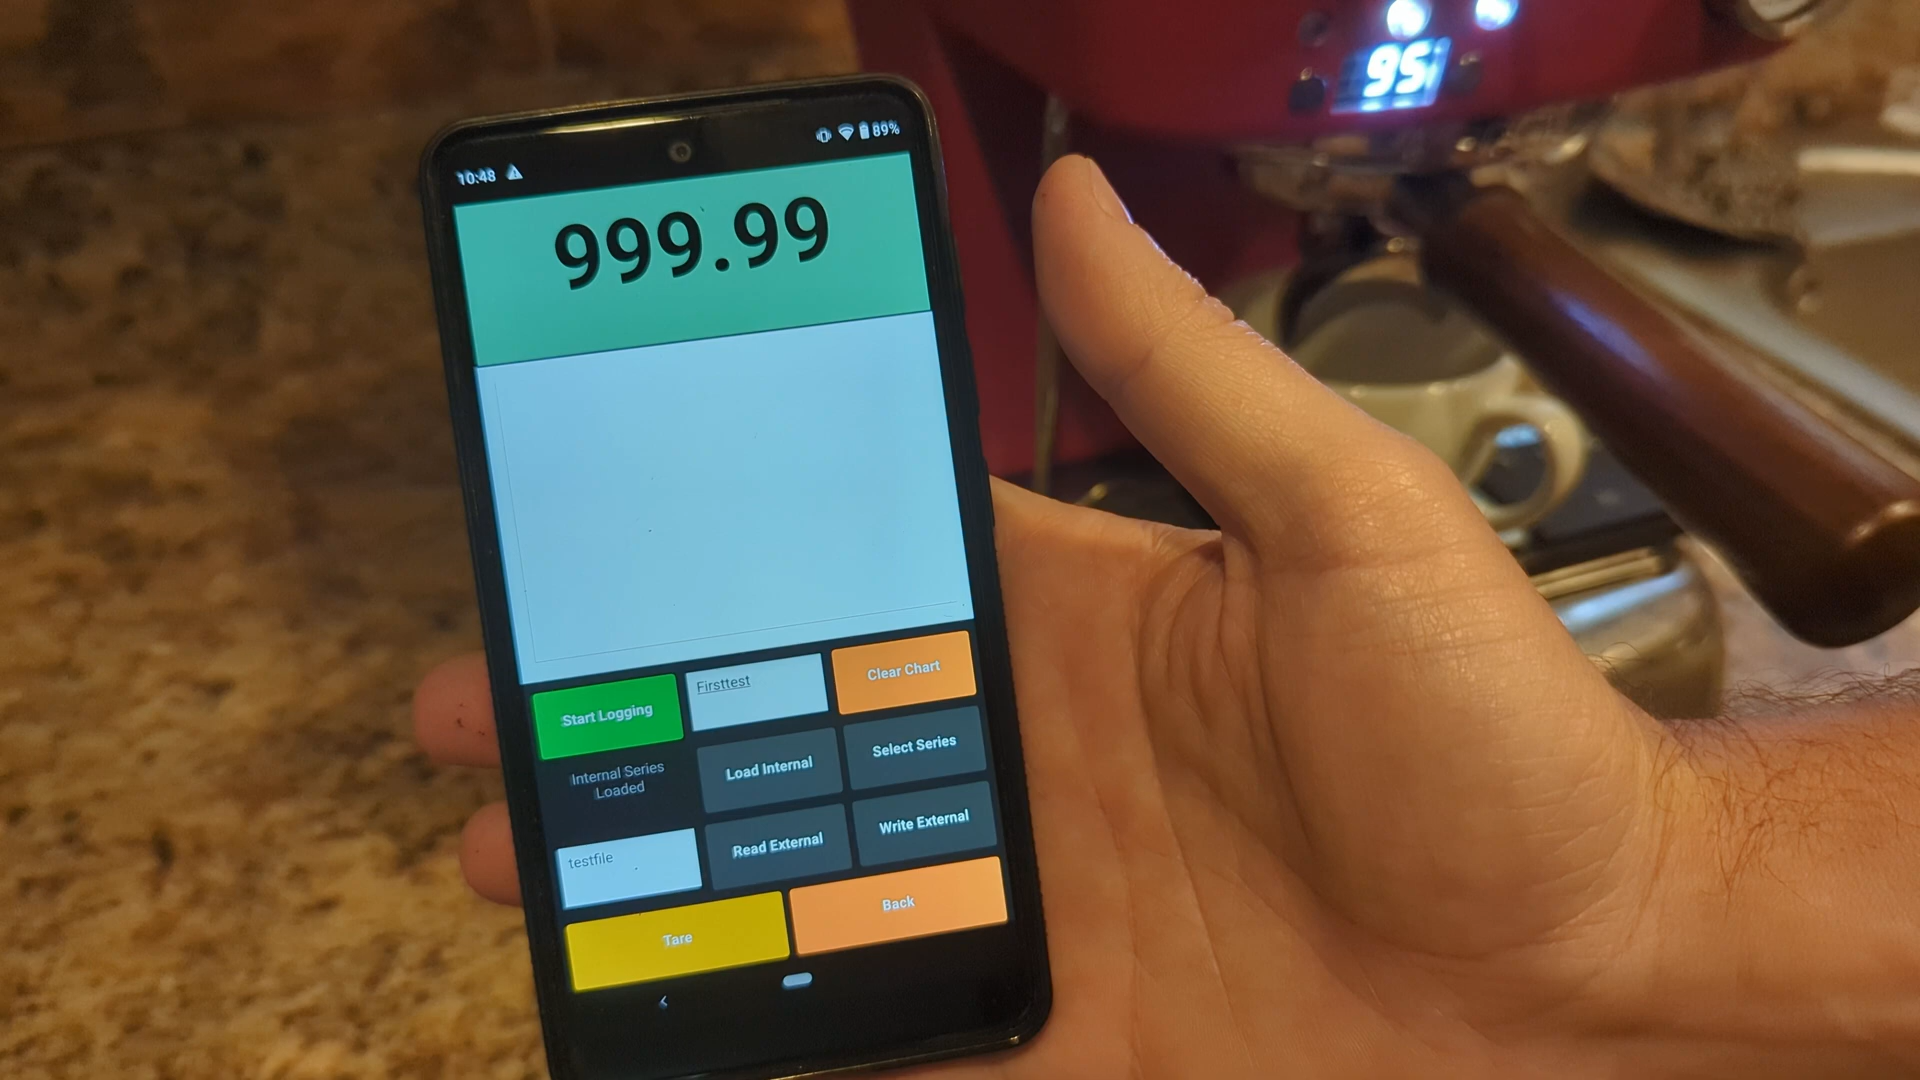 95
10:48 89%
999.99
Start Logging
Firsttest
Clear Chart
Internal Series
Loaded
Load Internal
Select Series
testfile
Read External
Write External
Tare
Back